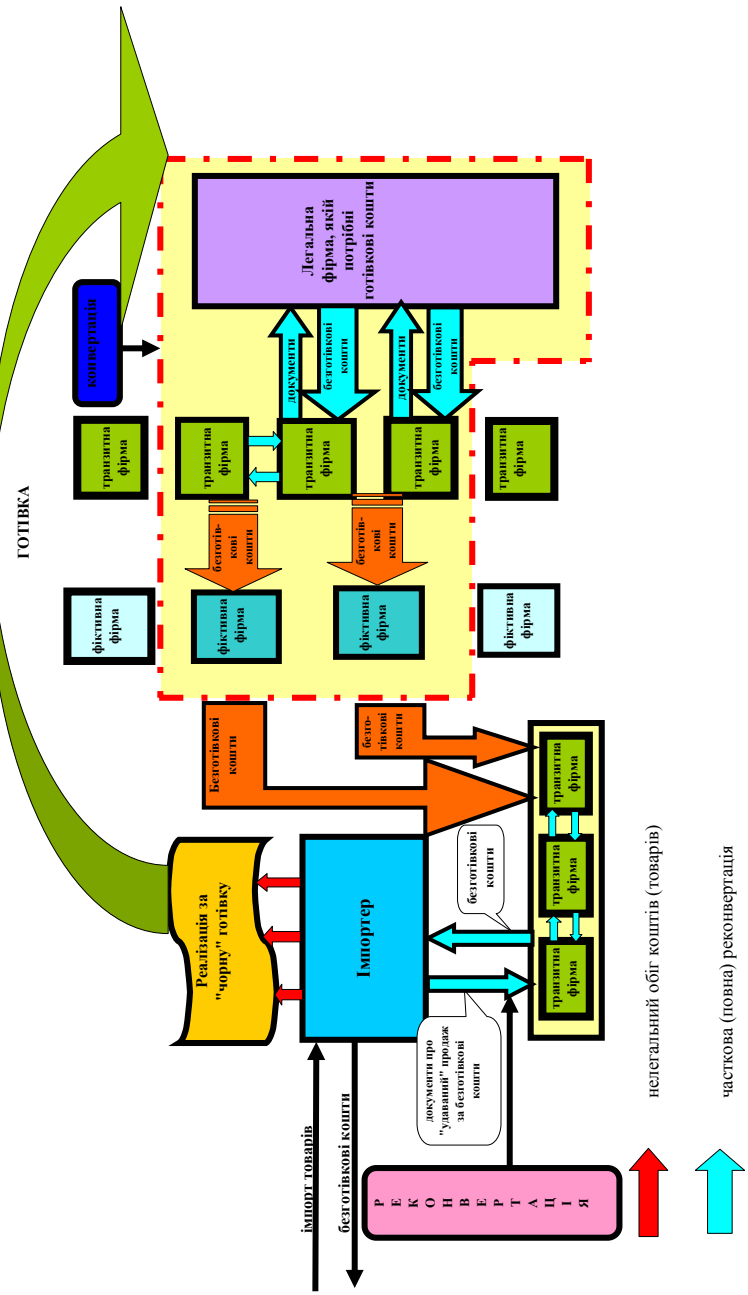 ГОТІВКА
імпорт товарів
безготівкові кошти
Реалізація за
"чорну" готівку
фіктивна
фірма
транзитна
фірма
конвертація
Безготівкові
кошти
фіктивна
фірма
безготів-
кові
кошти
транзитна
фірма
Імпортер
фіктивна
фірма
безготів-
кові
кошти
транзитна
фірма
документи
безготівкові
кошти
Легальна
фірма, якій
потрібні
готівкові кошти
безго-
тівкові
кошти
транзитна
фірма
документи
безготівкові
кошти
документи про
"удаваний" продаж
за безготівкові
кошти
безготівкові
кошти
фіктивна
фірма
транзитна
фірма
Р
Е
К
О
Н
В
Е
Р
Т
А
Ц
І
Я
транзитна
фірма
транзитна
фірма
транзитна
фірма
нелегальний обіг коштів (товарів)
часткова (повна) реконвертація